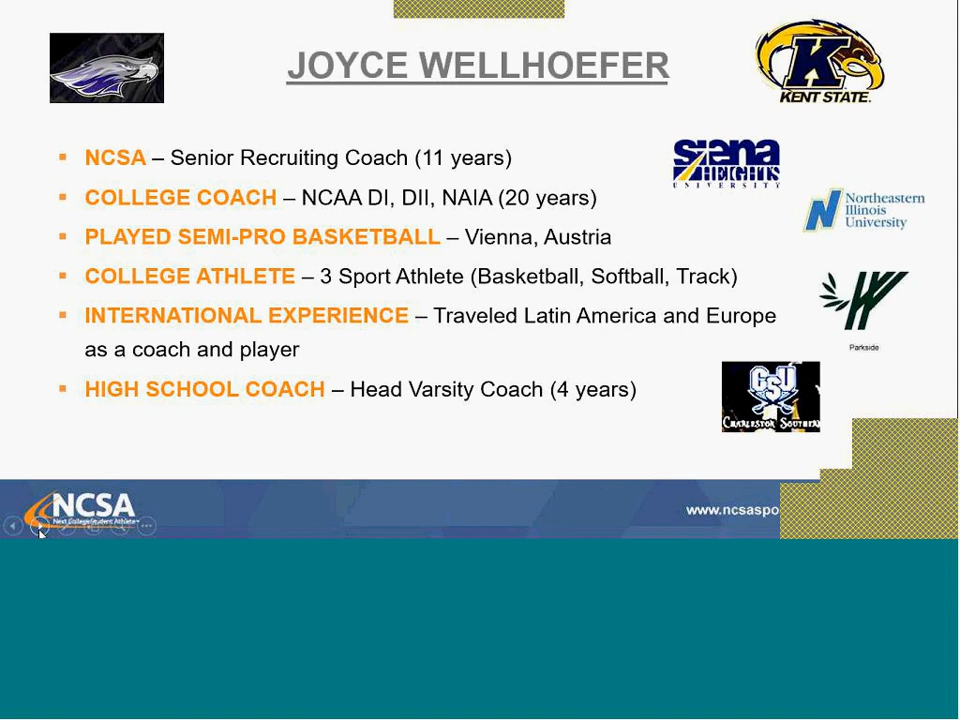 JOYCE WELLHOEFER
KENT STATE.
NCSA – Senior Recruiting Coach (11 years)
Siena
HEIGHTS
UNIVERSITY
COLLEGE COACH – NCAA DI, DII, NAIA (20 years)
Northeastern
Illinois
University
PLAYED SEMI-PRO BASKETBALL – Vienna, Austria
COLLEGE ATHLETE – 3 Sport Athlete (Basketball, Softball, Track)
INTERNATIONAL EXPERIENCE – Traveled Latin America and Europe
as a coach and player
Parkside
HIGH SCHOOL COACH – Head Varsity Coach (4 years)
CSU
CHARLESTON SOUTHERN
NCSA
Next College Student Athlete
www.ncsaspo